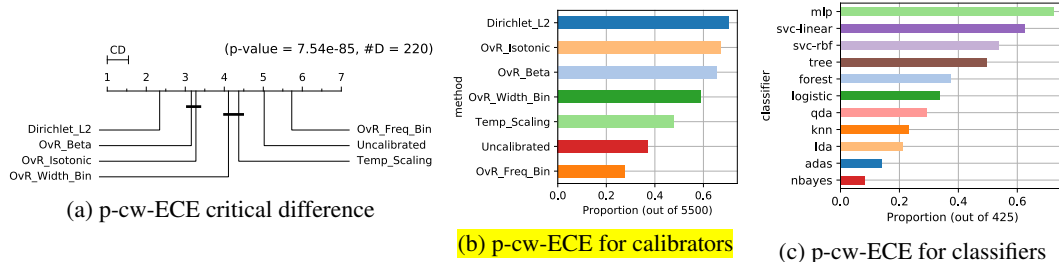 CD
(p-value = 7.54e-85, #D = 220)
1 2 3 4 5 6 7
Dirichlet_L2
OvR_Beta
OvR_Isotonic
OvR_Width_Bin
OvR_Freq_Bin
Uncalibrated
Temp_Scaling
(a) p-cw-ECE critical difference
method
Dirichlet_L2
OvR_Isotonic
OvR_Beta
OvR_Width_Bin
Temp_Scaling
Uncalibrated
OvR_Freq_Bin
0.0 0.2 0.4 0.6
Proportion (out of 5500)
(b) p-cw-ECE for calibrators
classifier
mlp
svc-linear
svc-rbf
tree
forest
logistic
qda
knn
lda
adas
nbayes
0.0 0.2 0.4 0.6
Proportion (out of 425)
(c) p-cw-ECE for classifiers